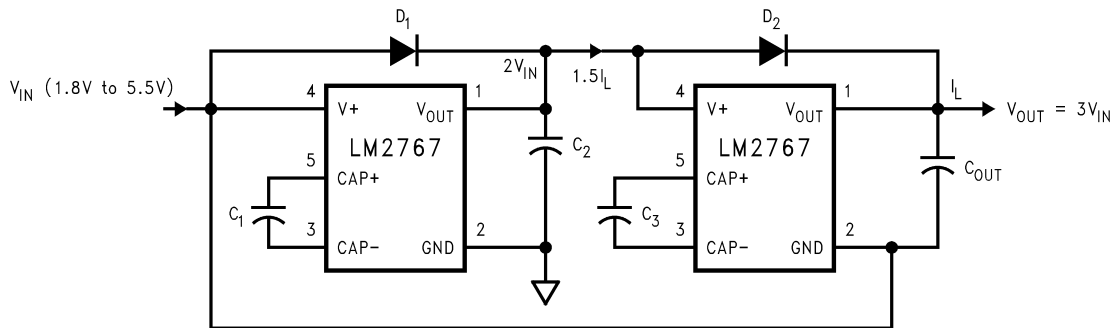 D1
D2
VIN (1.8V to 5.5V)
2VIN
1.5IL
IL
VOUT = 3VIN
4
V+
VOUT
1
LM2767
C2
5
CAP+
C1
3
CAP-
GND
2
4
V+
VOUT
1
LM2767
COUT
5
CAP+
C3
3
CAP-
GND
2